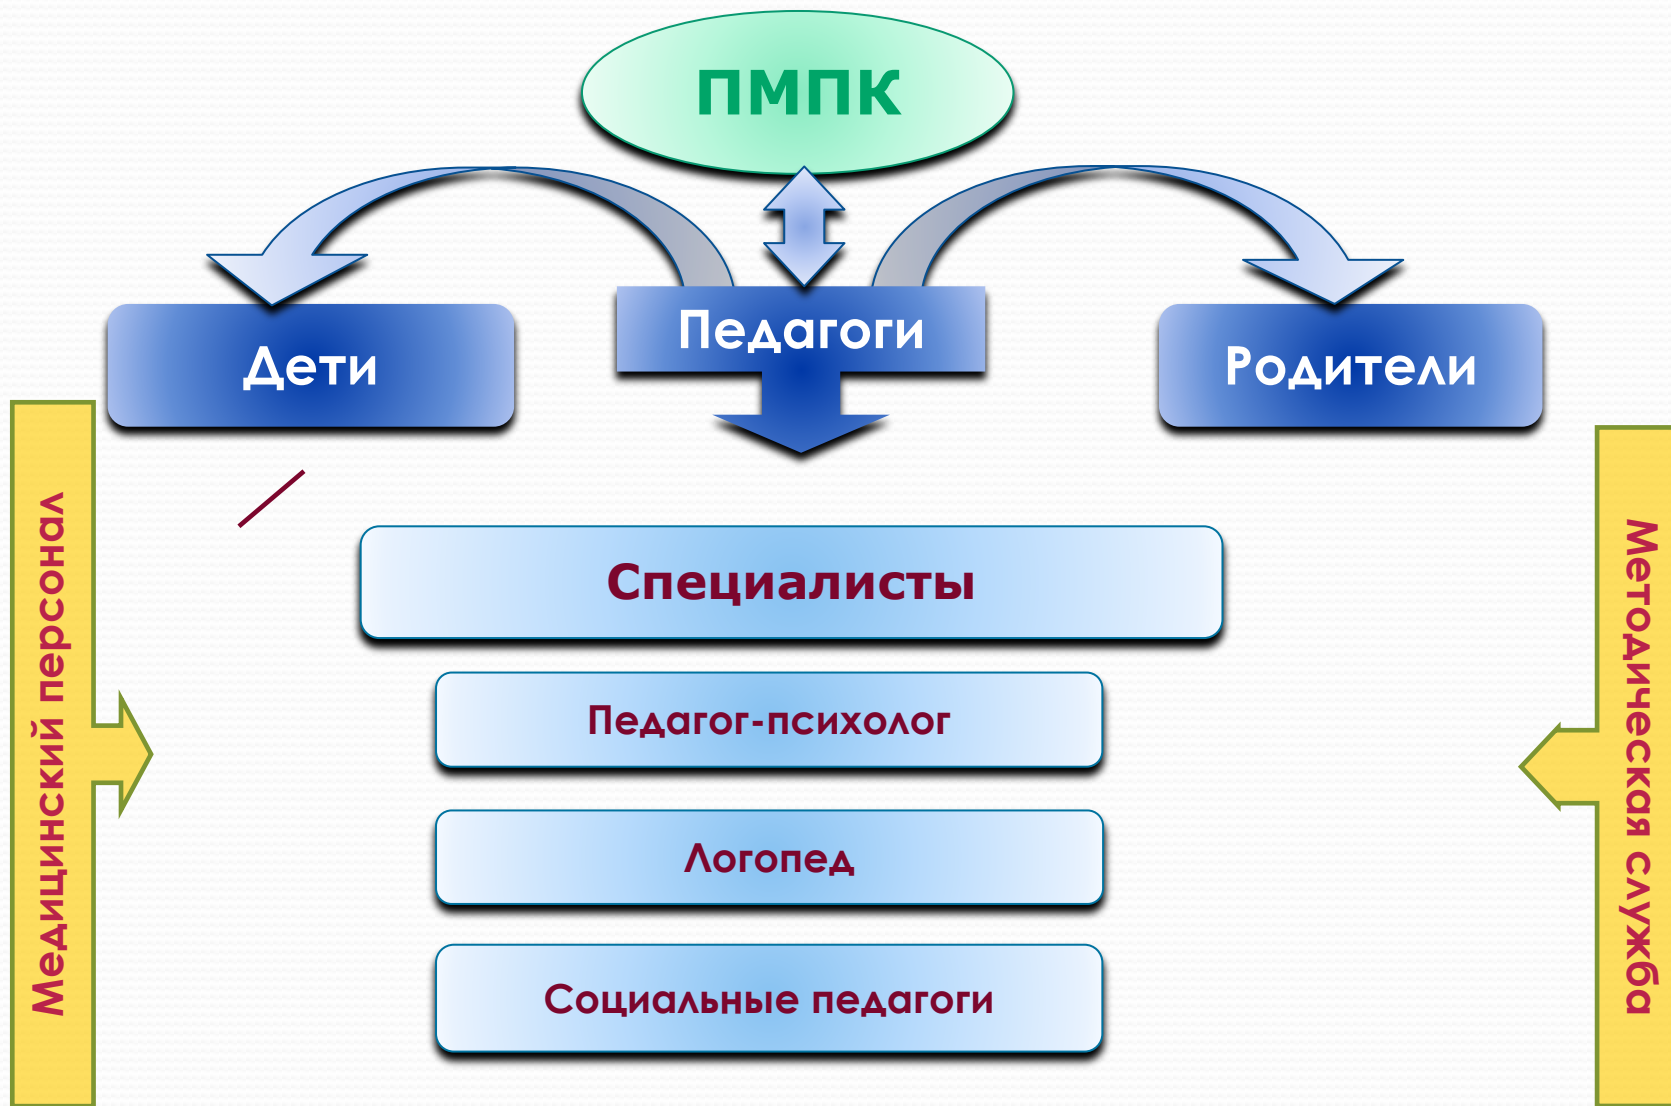 ПМПК
Дети
Педагоги
Родители
Медицинский персонал
Специалисты
Педагог-психолог
Логопед
Социальные педагоги
Методическая служба